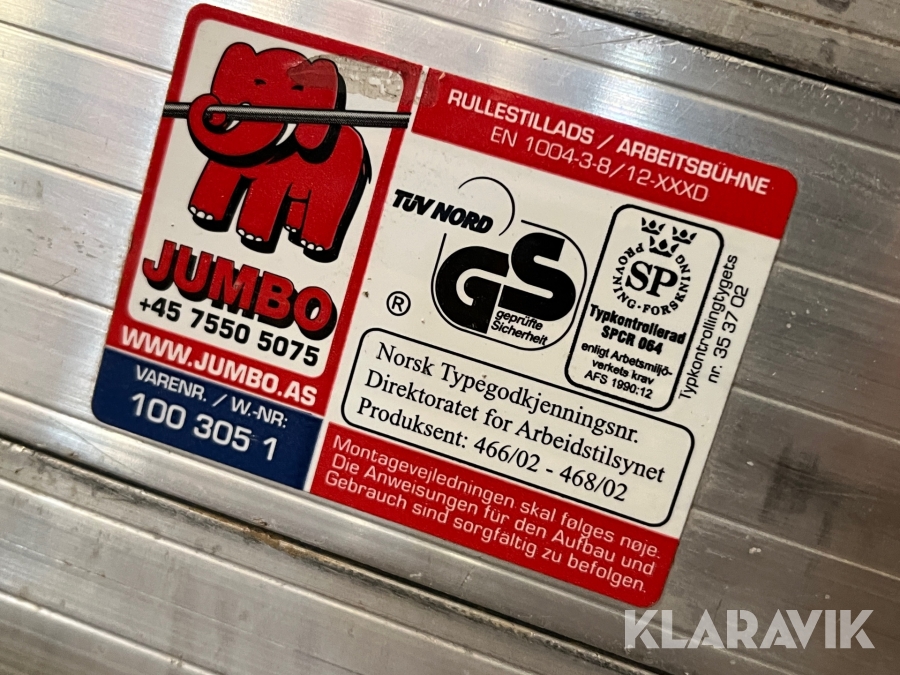 JUMBO
+45 7550 5075
WWW.JUMBO.AS
VARENR. / W.-NR:
100 305 1
RULLESTILLADS / ARBEITSBÜHNE
EN 1004-3-8/12-XXXD
TÜV NORD
GS
geprüfte
Sicherheit
®
PROVNING · FORSKNING
SP
Typkontrollerad
SPCR 064
enligt Arbetsmiljö-
verkets krav
AFS 1990:12
Typkontrollingtygets
nr. 35 37 02
Norsk Typegodkjenningsnr.
Direktoratet for Arbeidstilsynet
Produksent: 466/02 - 468/02
Montagevejledningen skal følges nøje.
Die Anweisungen für den Aufbau und
Gebrauch sind sorgfältig zu befolgen.
KLARAVIK